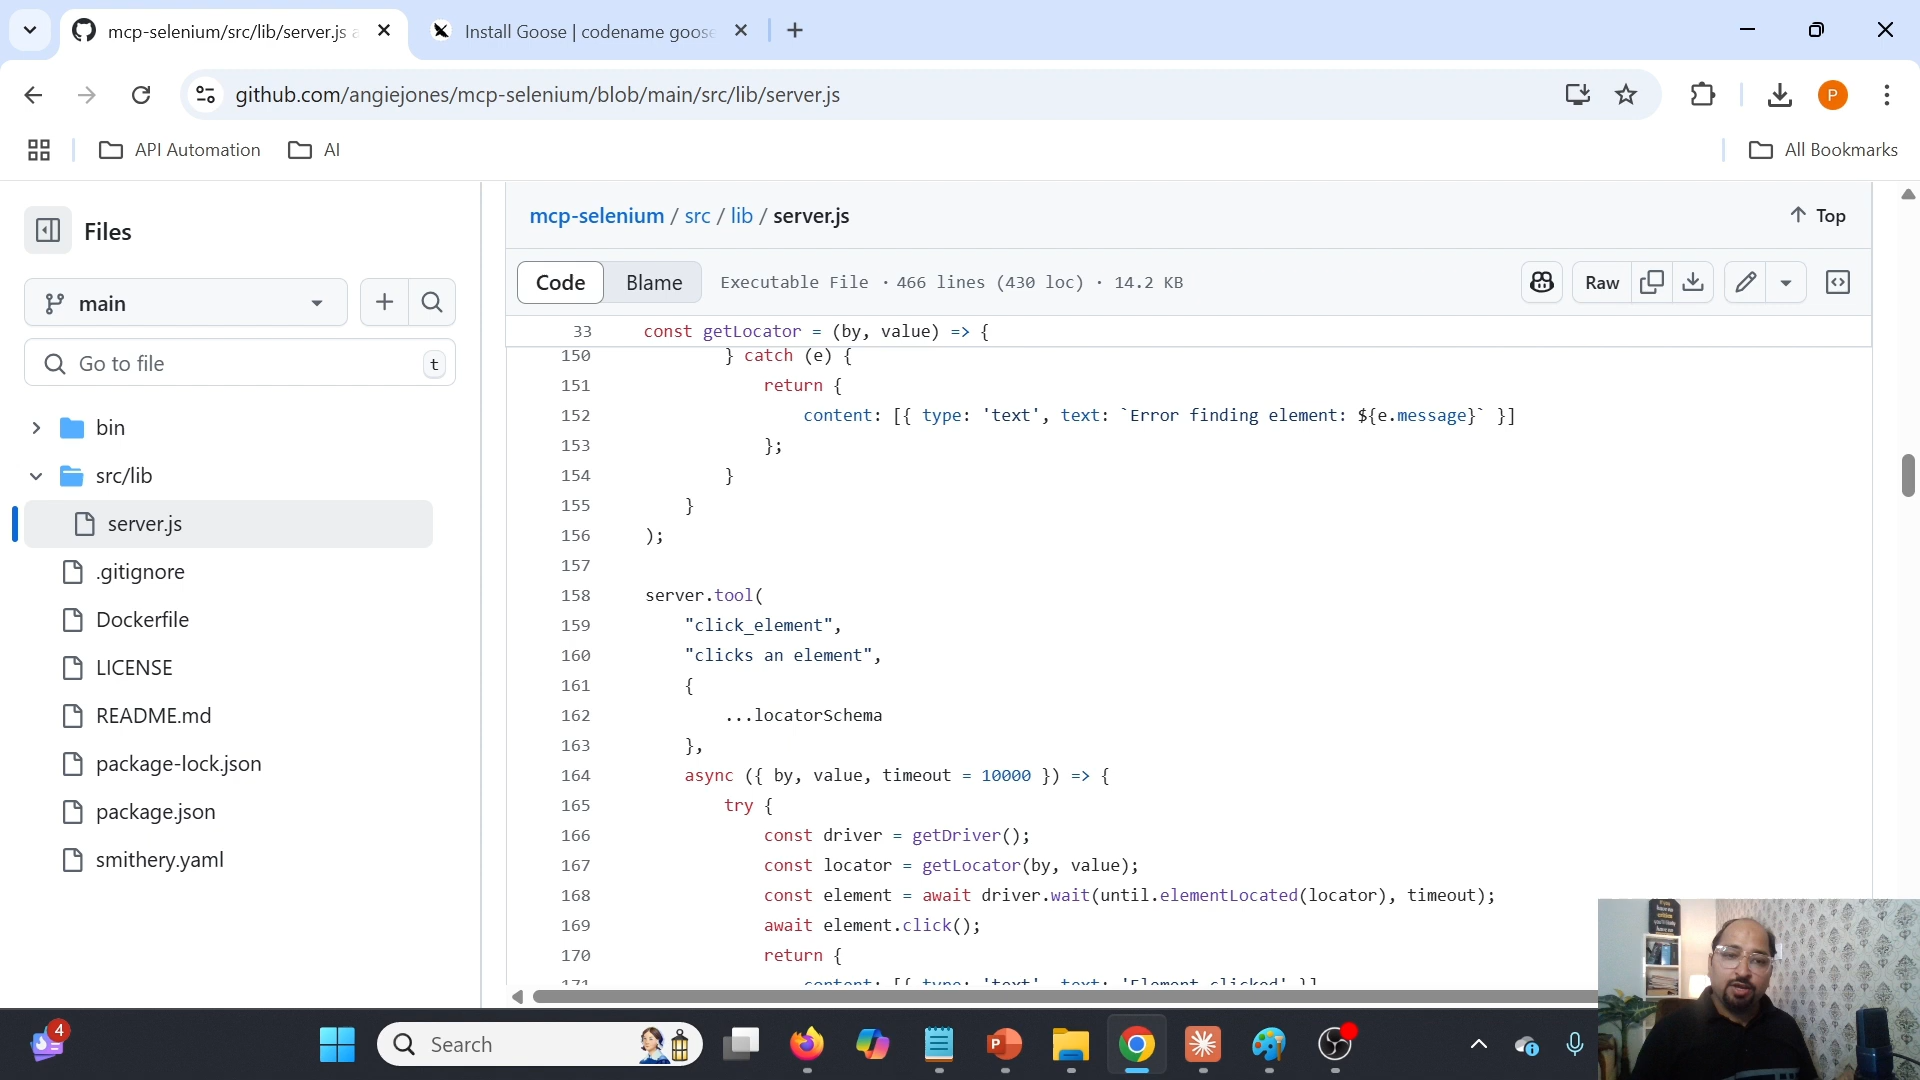 mcp-selenium/src/lib/server.js a
Install Goose | codename goose
github.com/angiejones/mcp-selenium/blob/main/src/lib/server.js
P
API Automation
AI
All Bookmarks
Files
main
Go to file
t
bin
src/lib
server.js
.gitignore
Dockerfile
LICENSE
README.md
package-lock.json
package.json
smithery.yaml
mcp-selenium / src / lib / server.js
Top
Code
Blame
Executable File · 466 lines (430 loc) · 14.2 KB
Raw
33 const getLocator = (by, value) => {
150 } catch (e) {
151 return {
152 content: [{ type: 'text', text: `Error finding element: ${e.message}` }]
153 };
154 }
155 }
156 );
157
158 server.tool(
159 "click_element",
160 "clicks an element",
161 {
162 ...locatorSchema
163 },
164 async ({ by, value, timeout = 10000 }) => {
165 try {
166 const driver = getDriver();
167 const locator = getLocator(by, value);
168 const element = await driver.wait(until.elementLocated(locator), timeout);
169 await element.click();
170 return {
171 content: [{ type: 'text', text: 'Element clicked' }]
4
Search
P